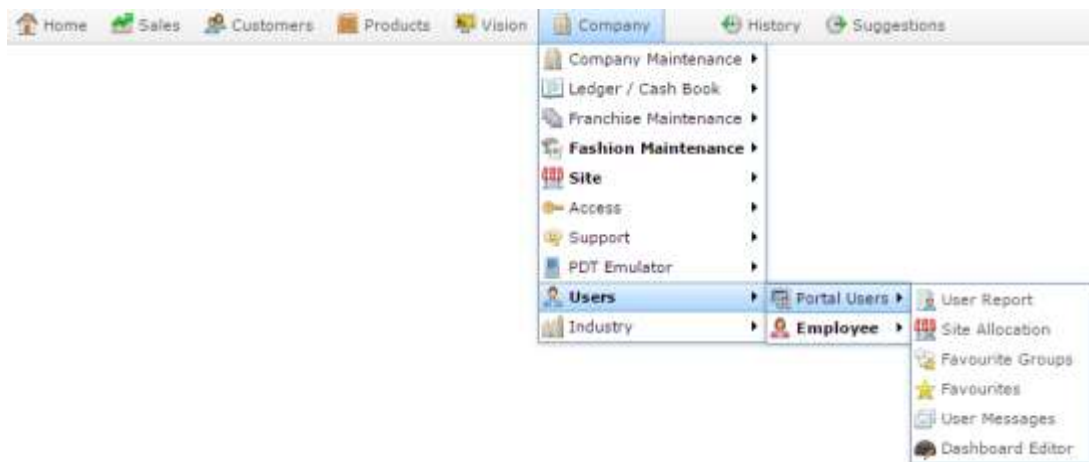 Home Sales Customers Products Vision Company History Suggestions
Company Maintenance
Ledger / Cash Book
Franchise Maintenance
Fashion Maintenance
Site
Access
Support
PDT Emulator
Users
Industry
Portal Users
Employee
User Report
Site Allocation
Favourite Groups
Favourites
User Messages
Dashboard Editor